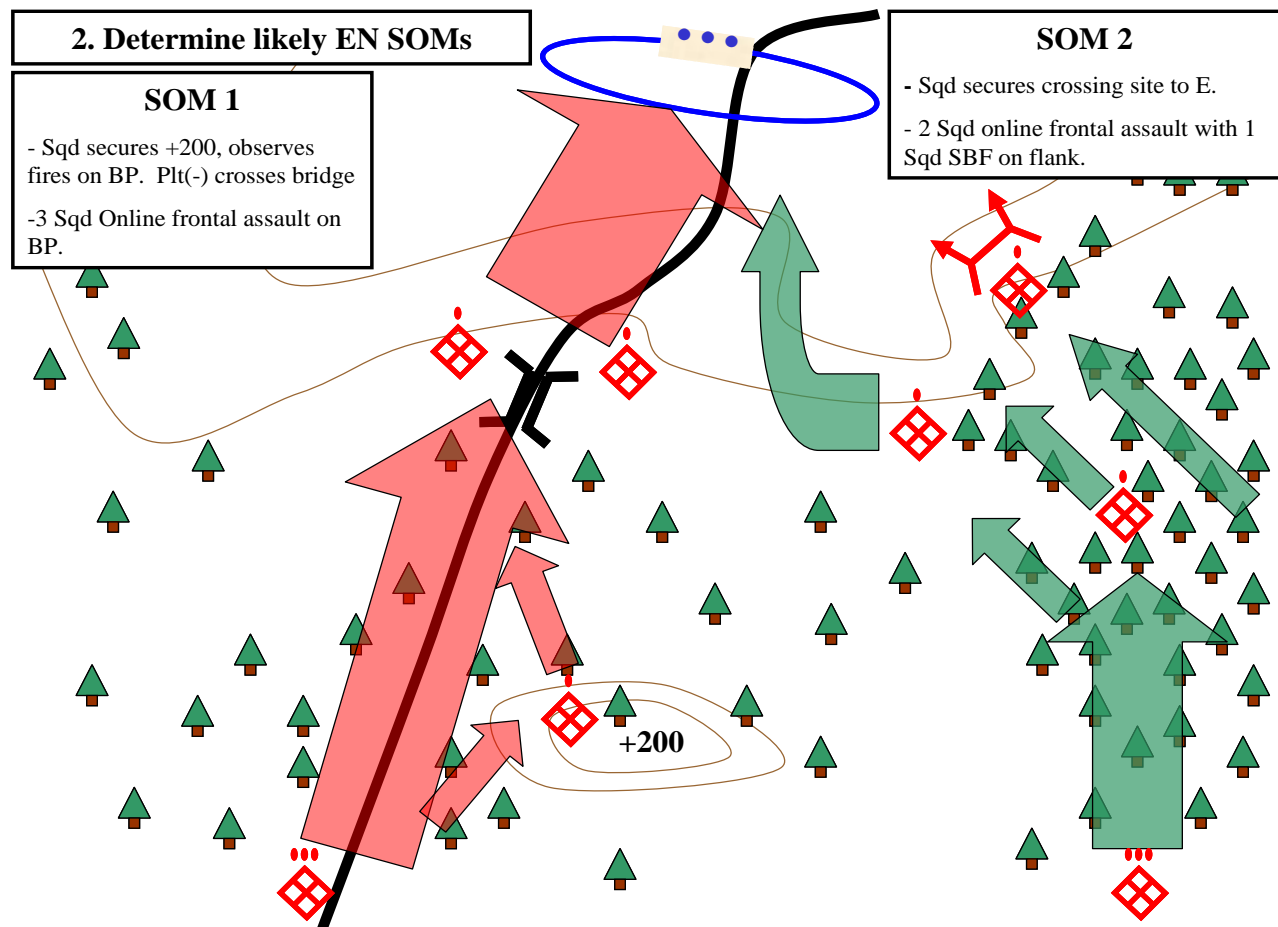 2. Determine likely EN SOMs
SOM 1
- Sqd secures +200, observes
fires on BP.  Plt(-) crosses bridge
-3 Sqd Online frontal assault on
BP.
SOM 2
- Sqd secures crossing site to E.
- 2 Sqd online frontal assault with 1
Sqd SBF on flank.
+200